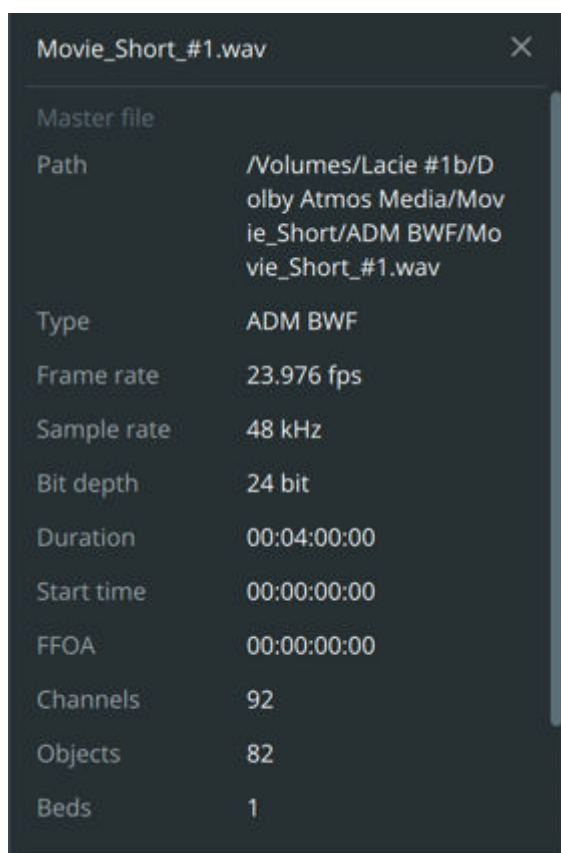 Movie_Short_#1.wav
Master file
Path /Volumes/Lacie #1b/D
olby Atmos Media/Mov
ie_Short/ADM BWF/Mo
vie_Short_#1.wav
Type ADM BWF
Frame rate 23.976 fps
Sample rate 48 kHz
Bit depth 24 bit
Duration 00:04:00:00
Start time 00:00:00:00
FFOA 00:00:00:00
Channels 92
Objects 82
Beds 1